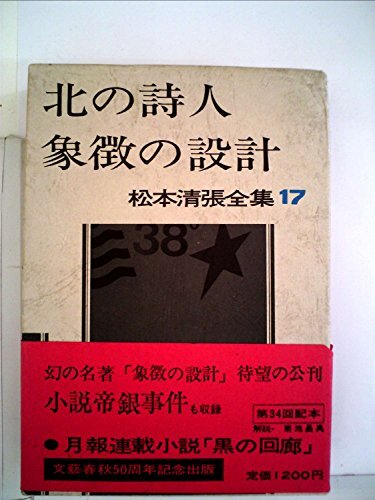 北の詩人
象徴の設計
松本清張全集17
38°
幻の名著「象徴の設計」待望の公刊
小説帝銀事件も収録
第34回配本
解説・菊池昌典
●月報連載小説「黒の回廊」
文藝春秋50周年記念出版
定価1200円